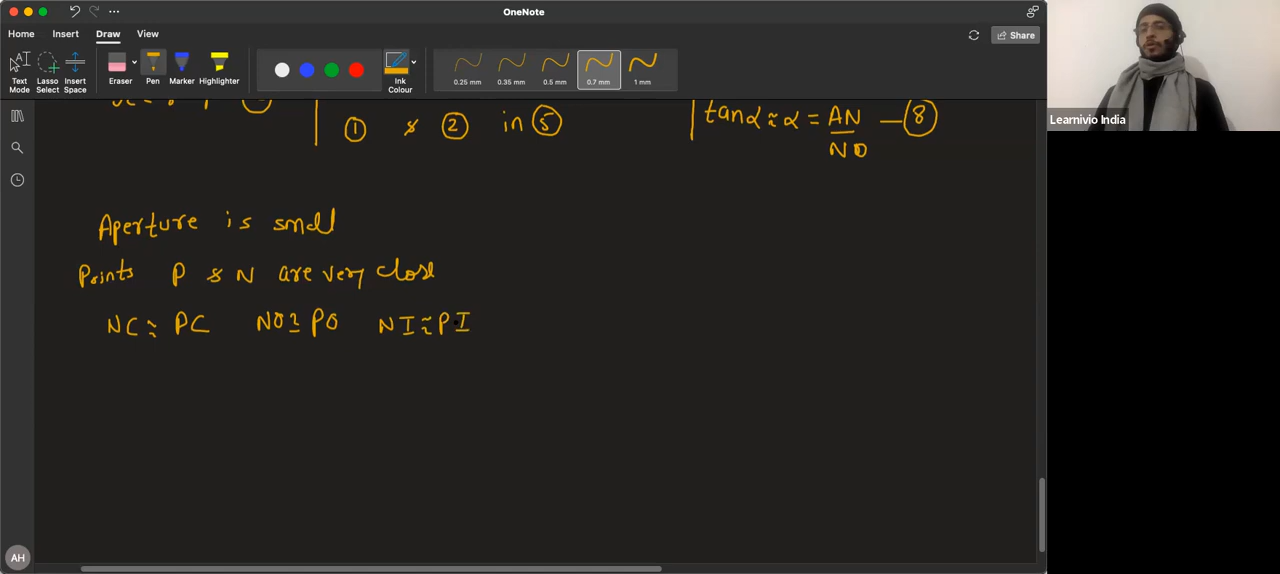 OneNote
Home Insert Draw View
Share
Text Mode Lasso Select Insert Space Eraser Pen Marker Highlighter Ink Colour 0.25 mm 0.35 mm 0.5 mm 0.7 mm 1 mm
Learnivio India
① & ② in ⑤
tanα ≈ α = AN — ⑧
NO
Aperture is small
Points P & N are very close
NC ≈ PC NO ≅ PO NI ≈ PI
AH